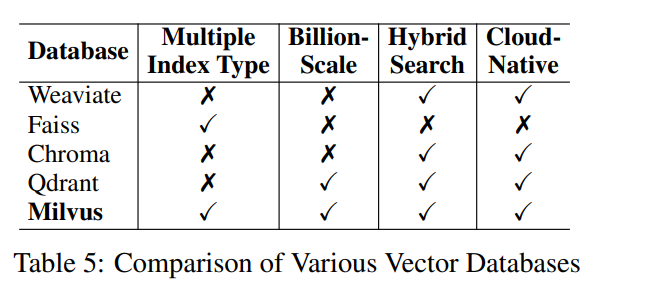 Database Multiple Index Type Billion-Scale Hybrid Search Cloud-Native
Weaviate ✗ ✗ ✓ ✓
Faiss ✓ ✗ ✗ ✗
Chroma ✗ ✗ ✓ ✓
Qdrant ✗ ✓ ✓ ✓
Milvus ✓ ✓ ✓ ✓
Table 5: Comparison of Various Vector Databases